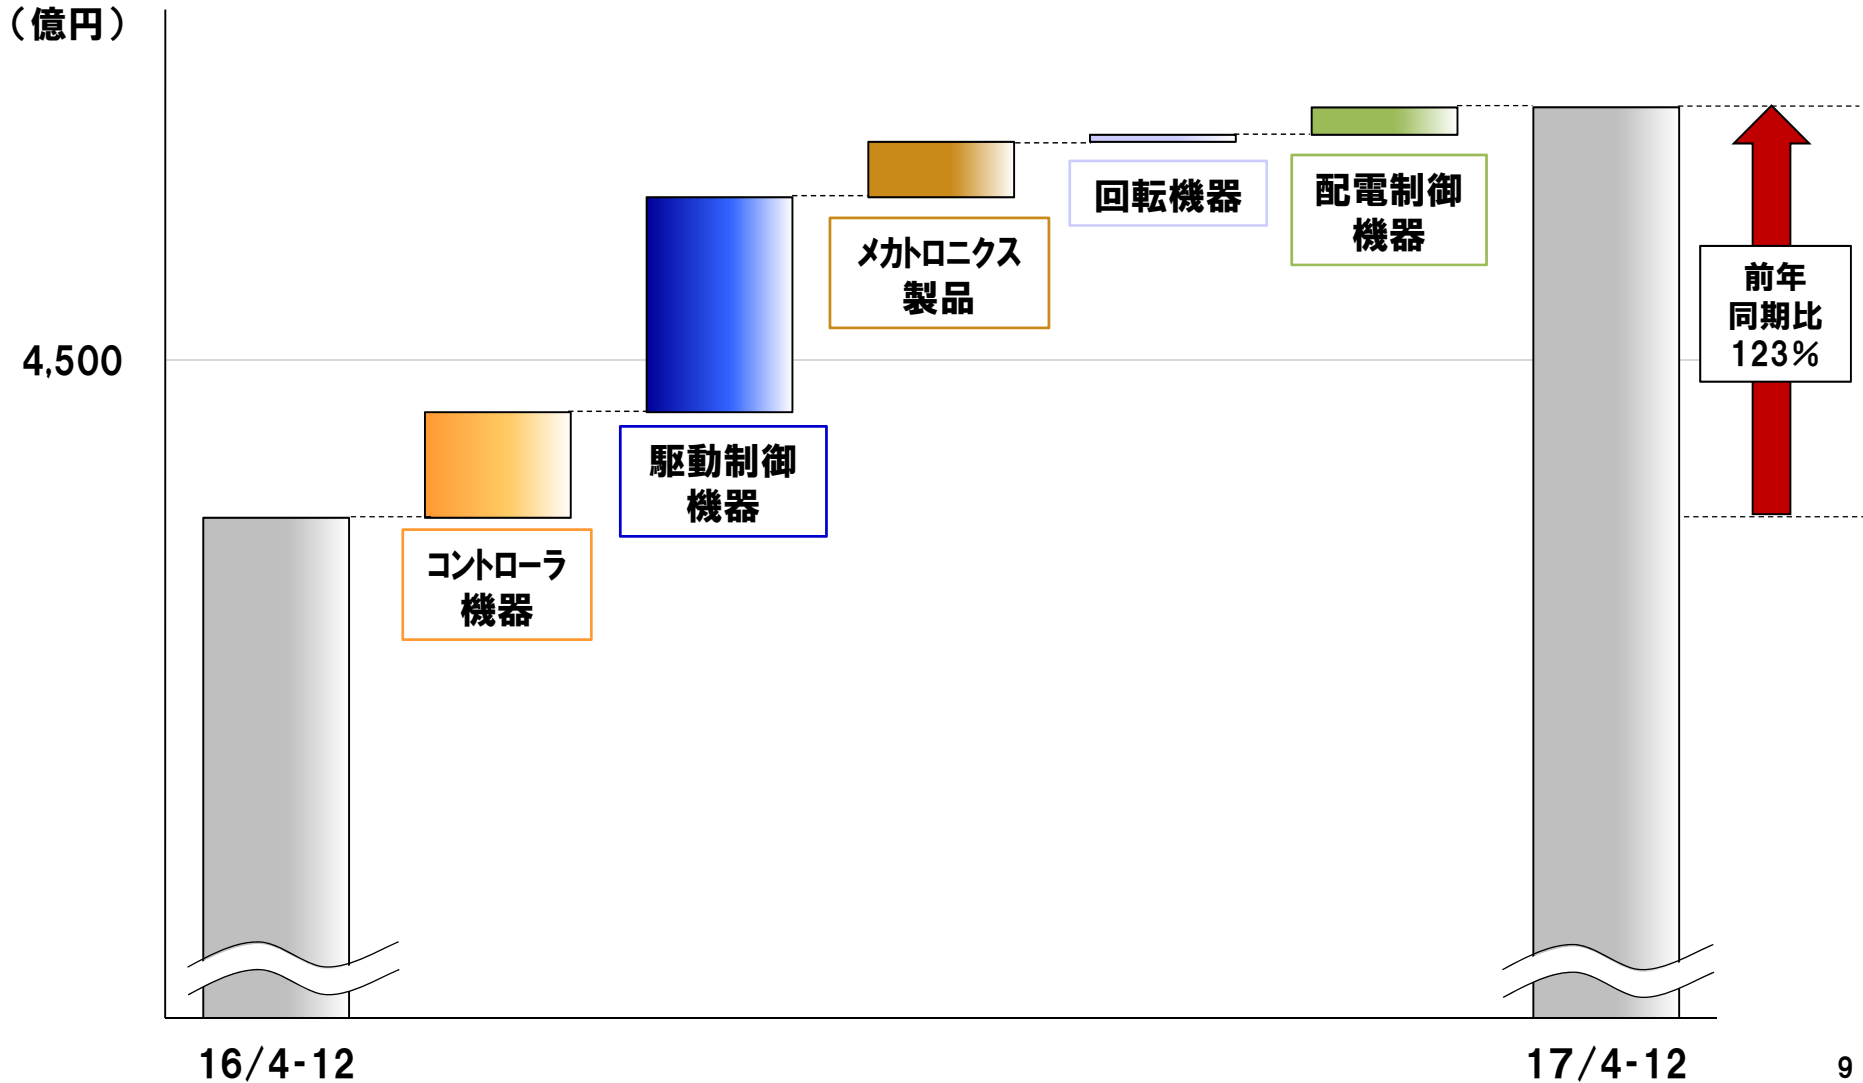 （億円）
4,500
コントローラ
機器
駆動制御
機器
メカトロニクス
製品
回転機器
配電制御
機器
前年
同期比
123%
16/4-12
17/4-12
9